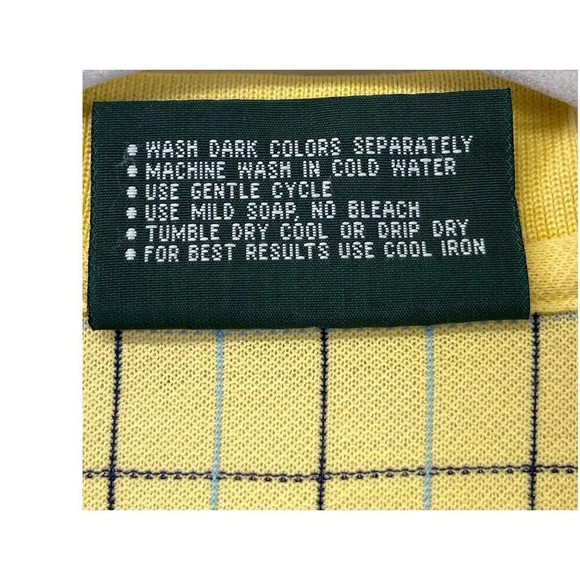 • WASH DARK COLORS SEPARATELY
• MACHINE WASH IN COLD WATER
• USE GENTLE CYCLE
• USE MILD SOAP, NO BLEACH
• TUMBLE DRY COOL OR DRIP DRY
• FOR BEST RESULTS USE COOL IRON